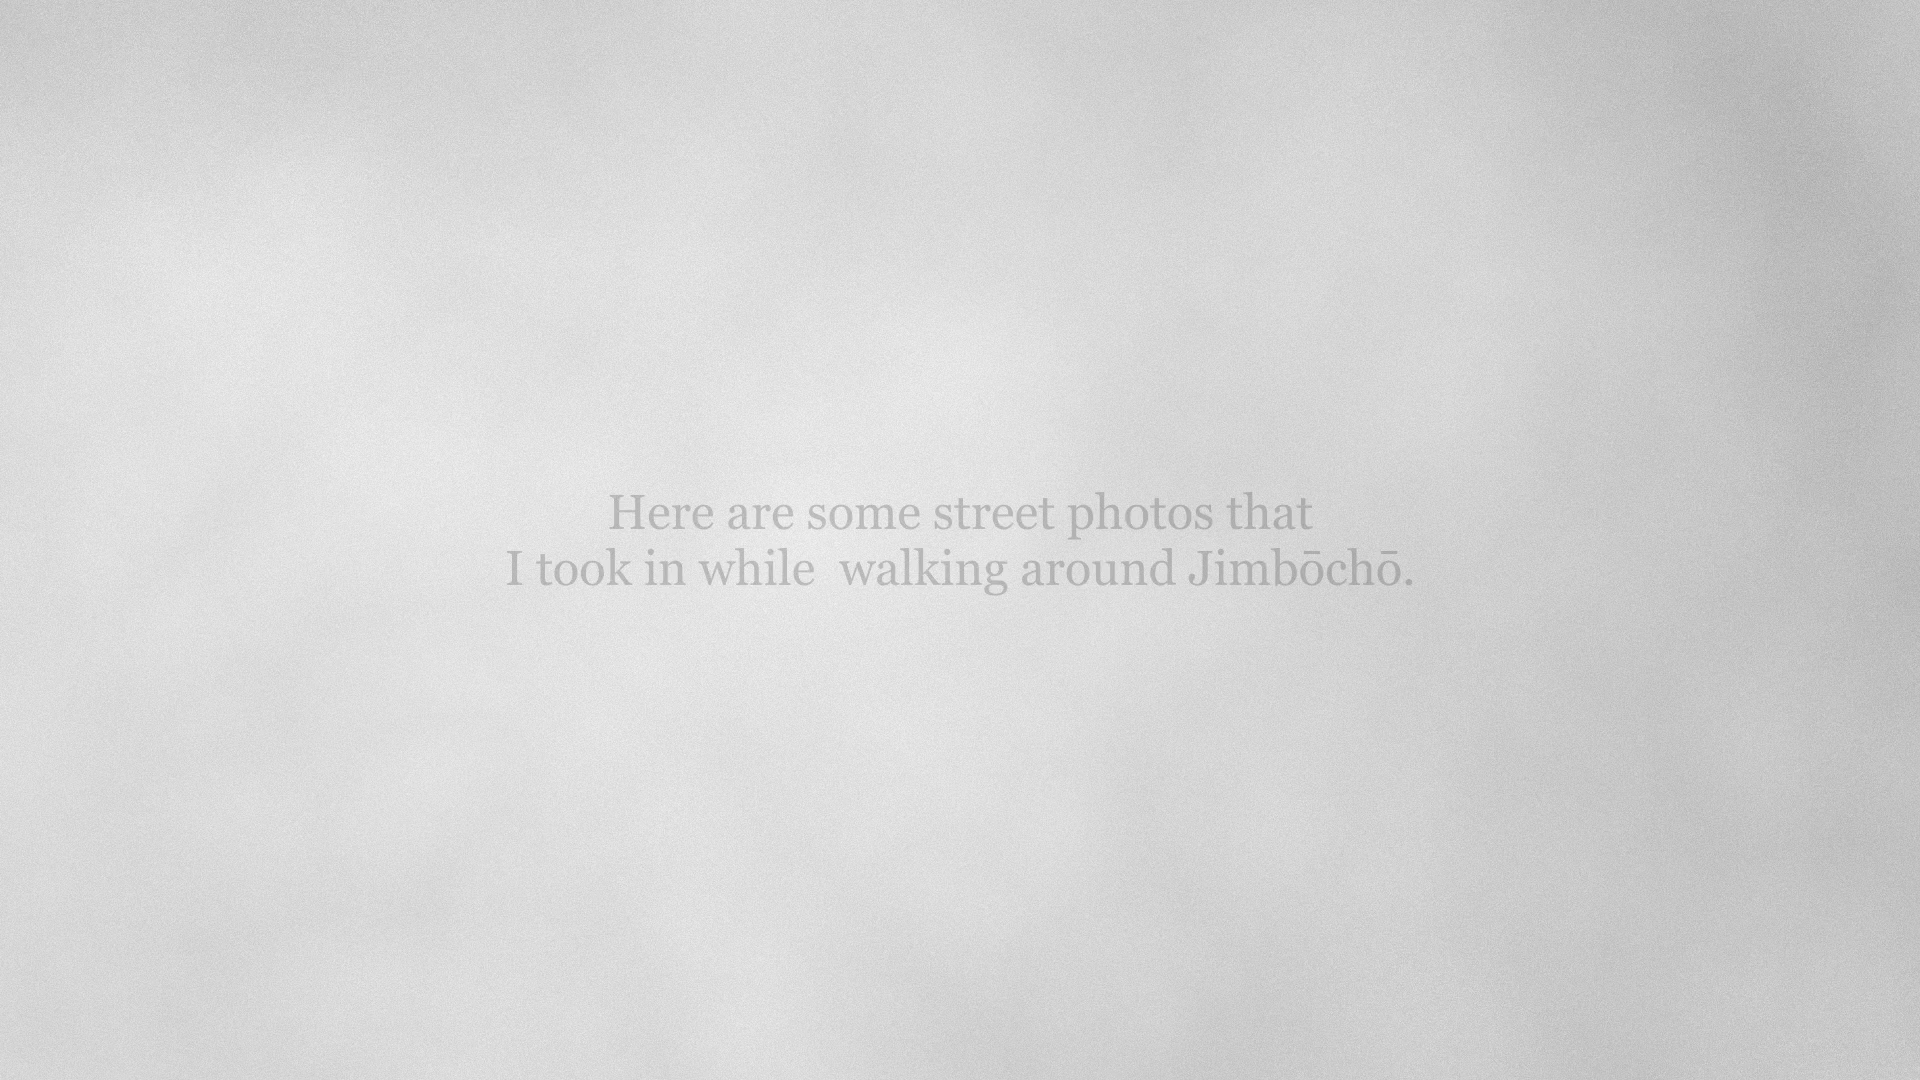 Here are some street photos that
I took in while  walking around Jimbōchō.